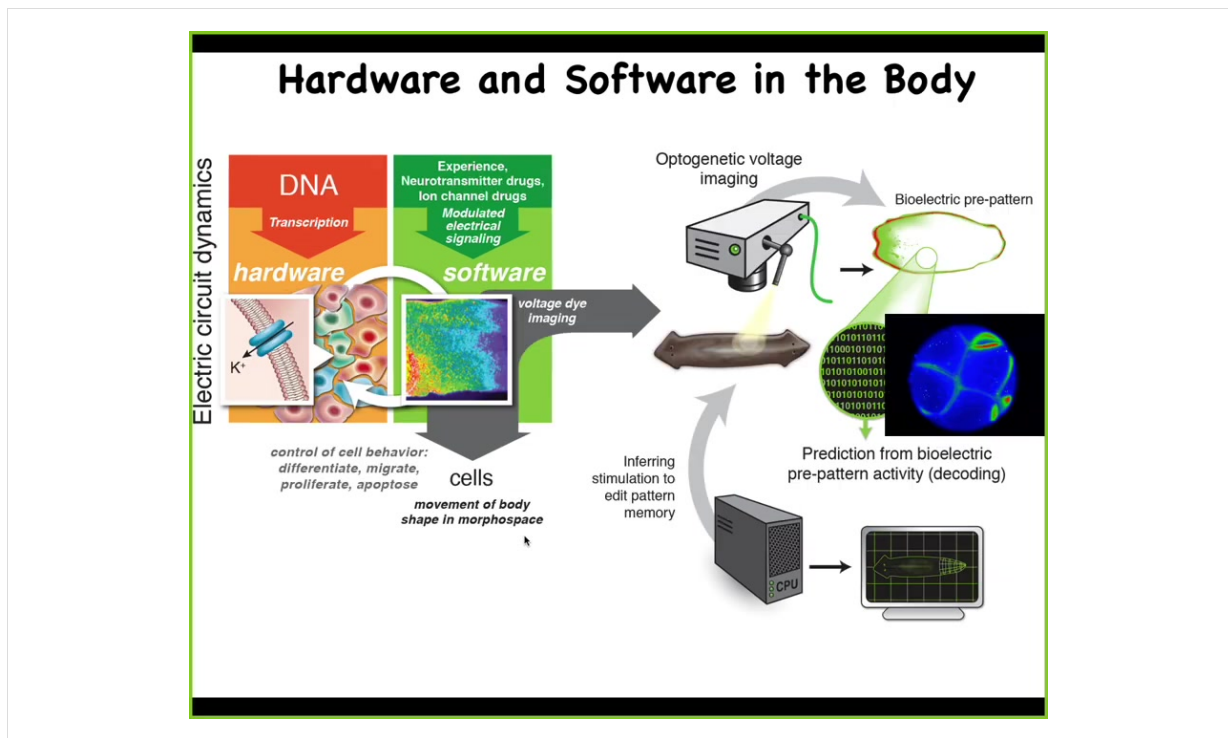 Hardware and Software in the Body
Electric circuit dynamics
DNA
Transcription
hardware
K+
Experience,
Neurotransmitter drugs,
Ion channel drugs
Modulated
electrical
signaling
software
voltage dye
imaging
control of cell behavior:
differentiate, migrate,
proliferate, apoptose
cells
movement of body
shape in morphospace
Optogenetic voltage
imaging
Bioelectric pre-pattern
Prediction from bioelectric
pre-pattern activity (decoding)
Inferring
stimulation to
edit pattern
memory
CPU